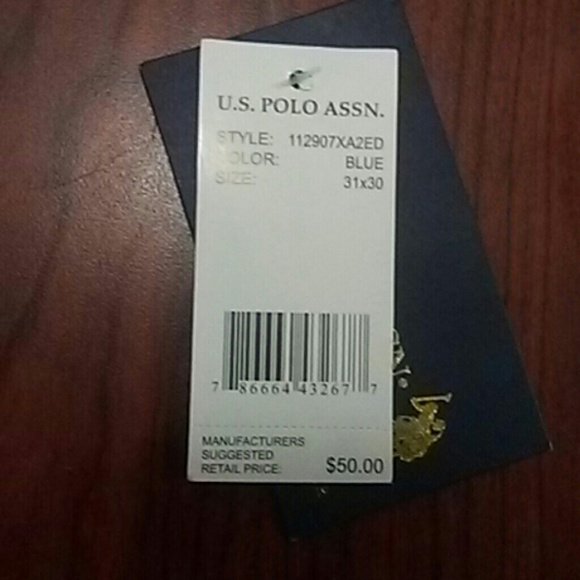 U.S. POLO ASSN.
STYLE: 112907XA2ED
COLOR: BLUE
SIZE: 31x30
7 86664 43267 7
MANUFACTURERS
SUGGESTED
RETAIL PRICE: $50.00